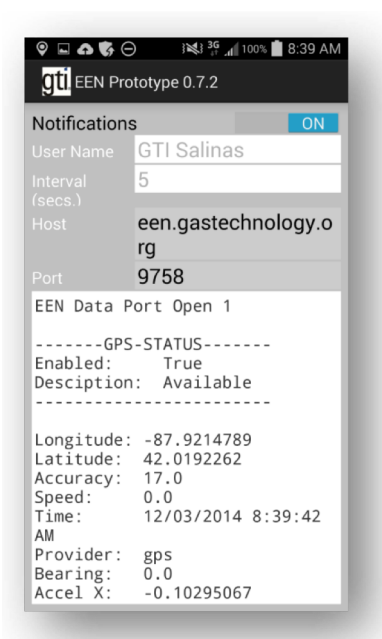 3G 100% 8:39 AM
gti EEN Prototype 0.7.2
Notifications ON
User Name GTI Salinas
Interval 5
(secs.)
Host een.gastechnology.o
rg
Port 9758
EEN Data Port Open 1
-------GPS-STATUS-------
Enabled: True
Desciption: Available
------------------------
Longitude: -87.9214789
Latitude: 42.0192262
Accuracy: 17.0
Speed: 0.0
Time: 12/03/2014 8:39:42
AM
Provider: gps
Bearing: 0.0
Accel X: -0.10295067